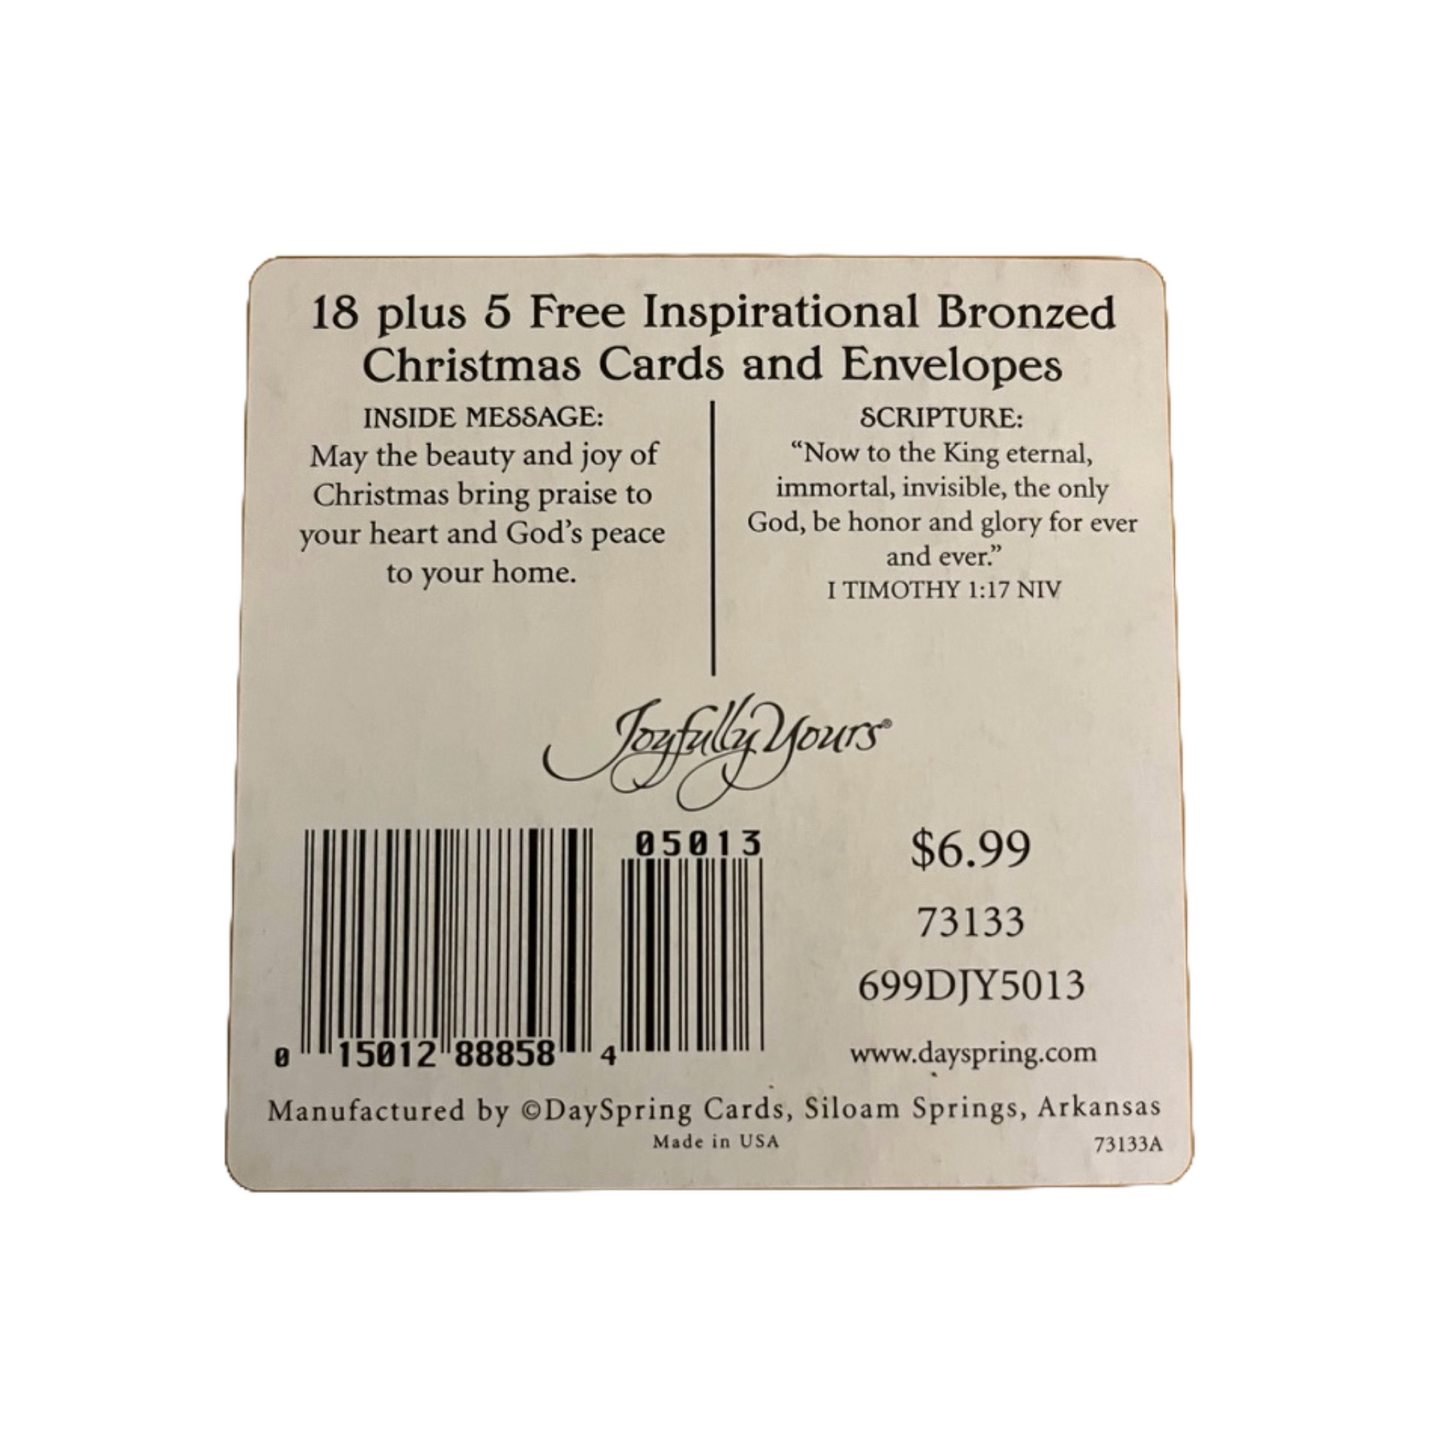 18 plus 5 Free Inspirational Bronzed
Christmas Cards and Envelopes
INSIDE MESSAGE:
May the beauty and joy of
Christmas bring praise to
your heart and God's peace
to your home.
SCRIPTURE:
“Now to the King eternal,
immortal, invisible, the only
God, be honor and glory for ever
and ever.”
I TIMOTHY 1:17 NIV
Joyfully Yours®
05013
0 15012 88858 4
$6.99
73133
699DJY5013
www.dayspring.com
Manufactured by ©DaySpring Cards, Siloam Springs, Arkansas
Made in USA
73133A